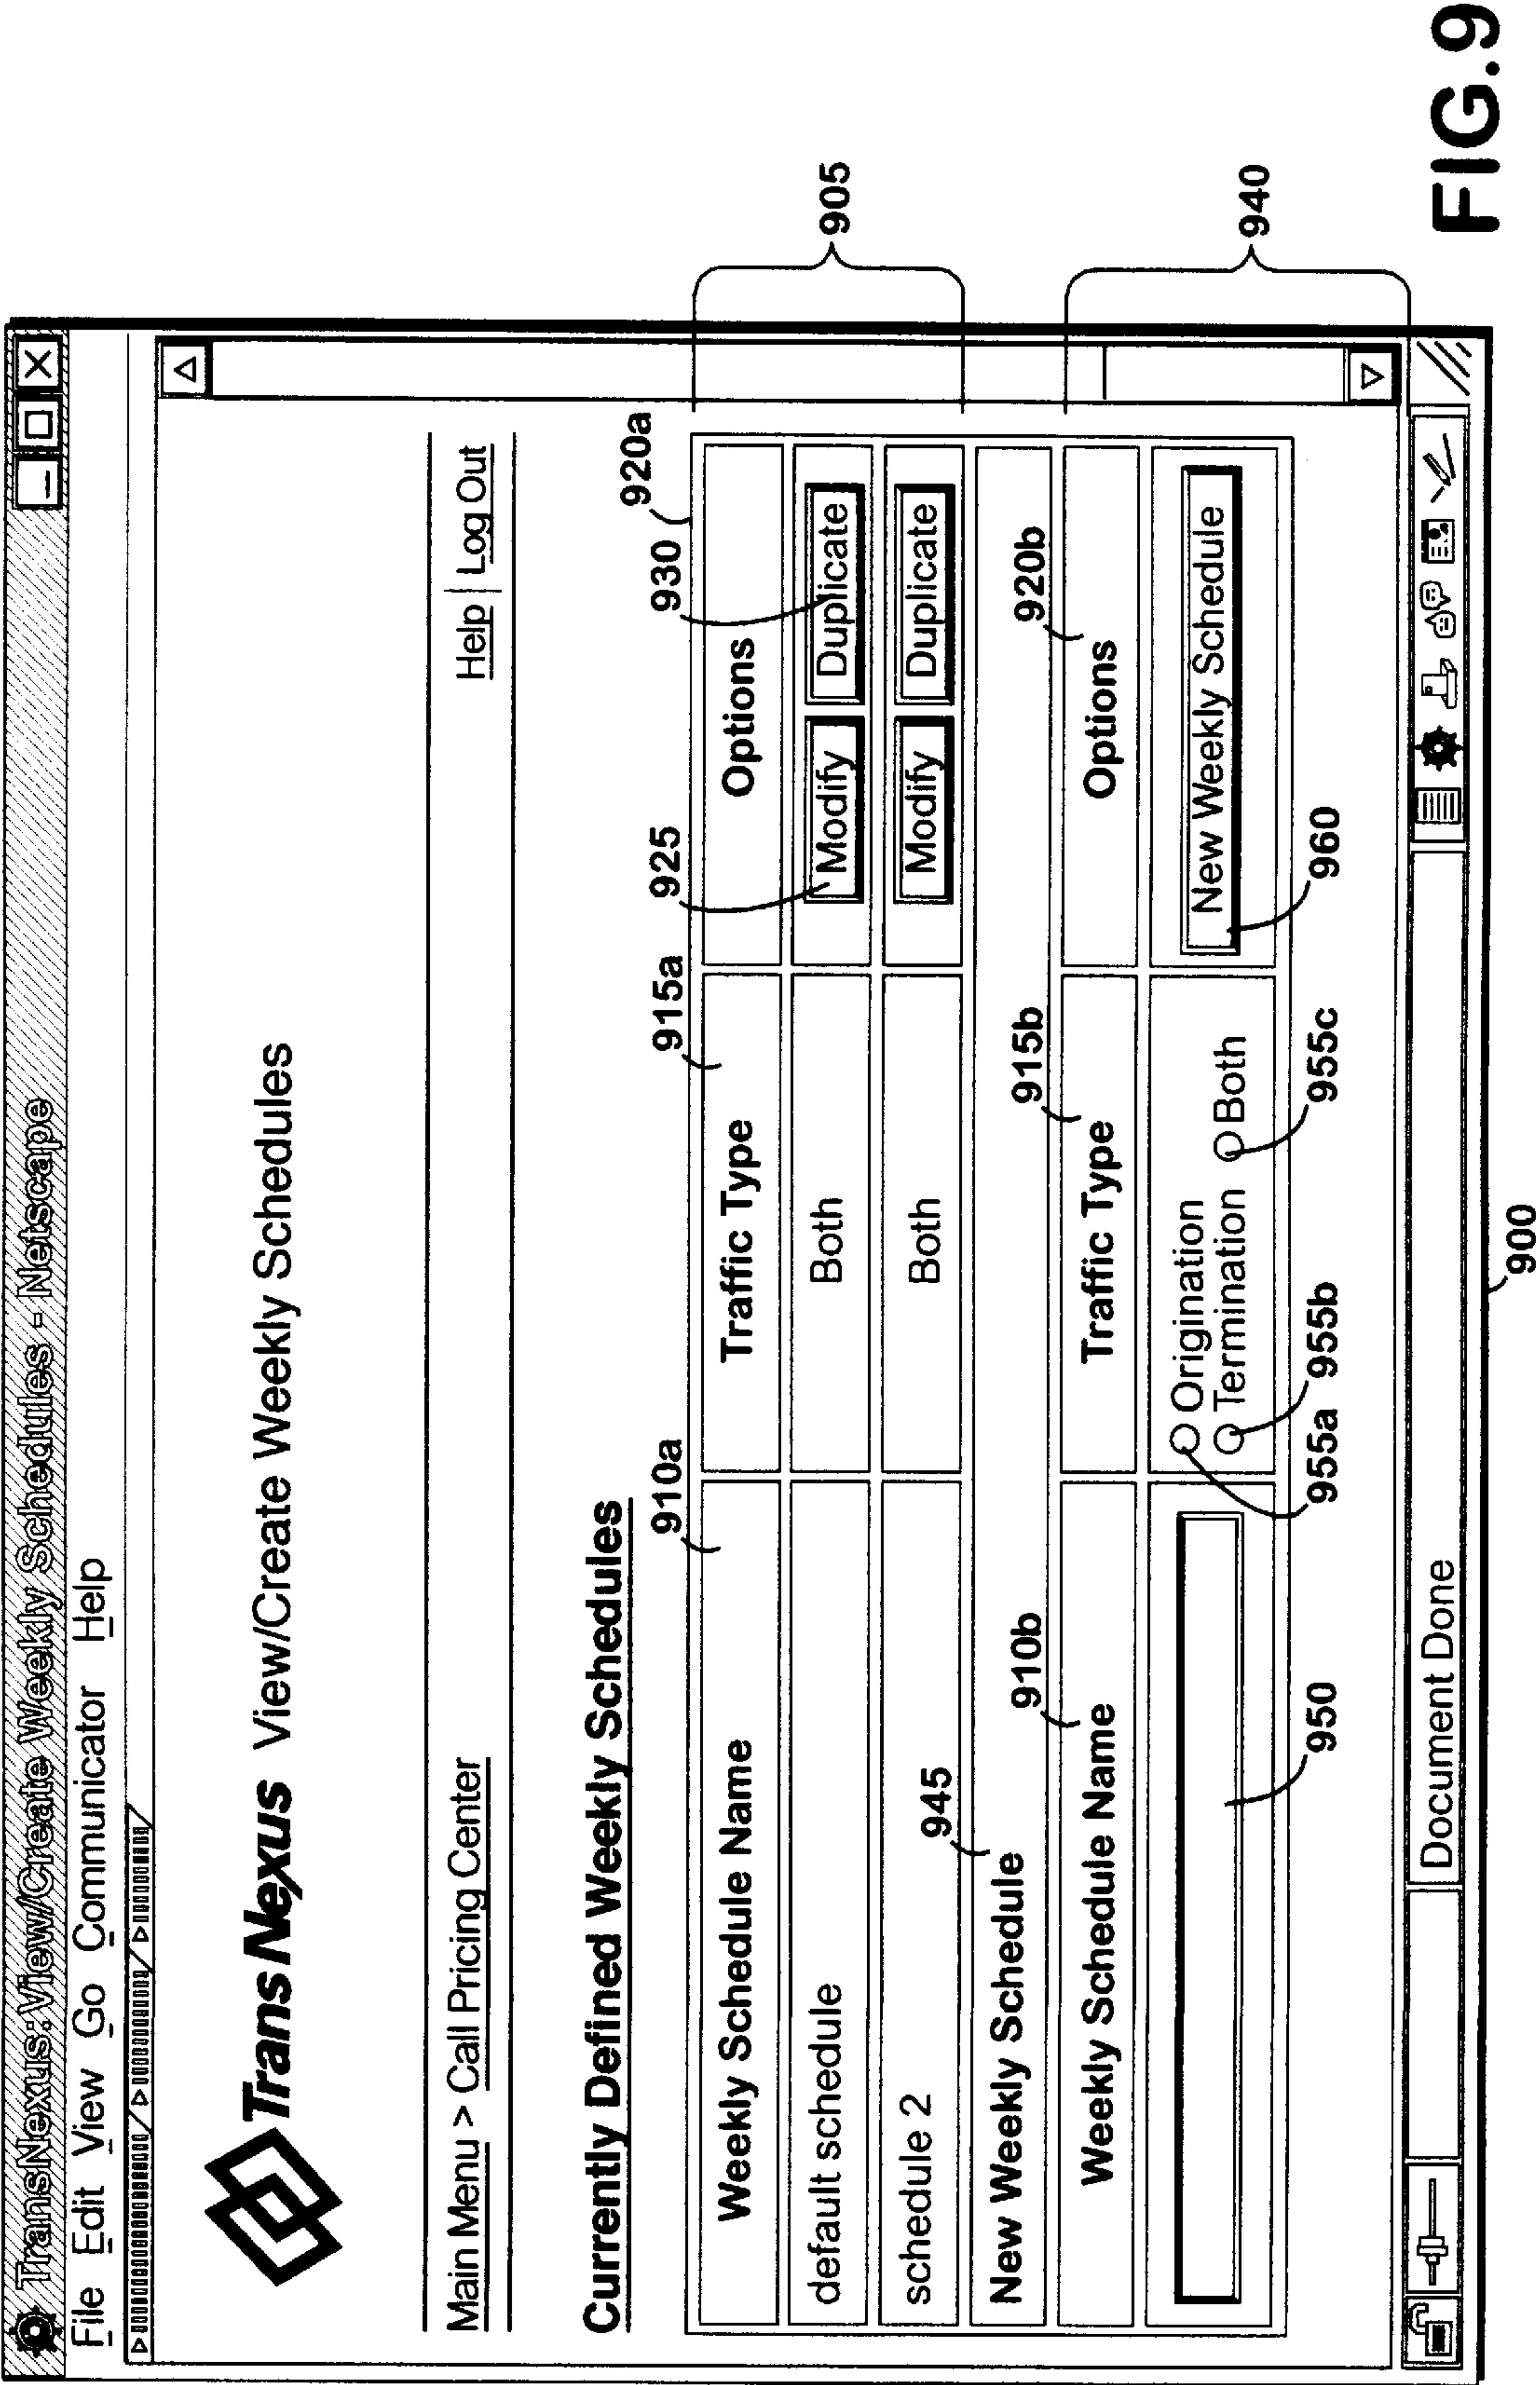 TransNexus: View/Create Weekly Schedules - Netscape
File Edit View Go Communicator Help
TransNexus View/Create Weekly Schedules
Main Menu > Call Pricing Center Help | Log Out
Currently Defined Weekly Schedules
910a 915a 925 930 920a
Weekly Schedule Name Traffic Type Options
default schedule Both Modify Duplicate
905
schedule 2 Both Modify Duplicate
945
New Weekly Schedule
910b 915b 920b
Weekly Schedule Name Traffic Type Options
Origination
Termination Both
New Weekly Schedule
940
950 955a 955b 955c 960
Document Done
900
FIG.9